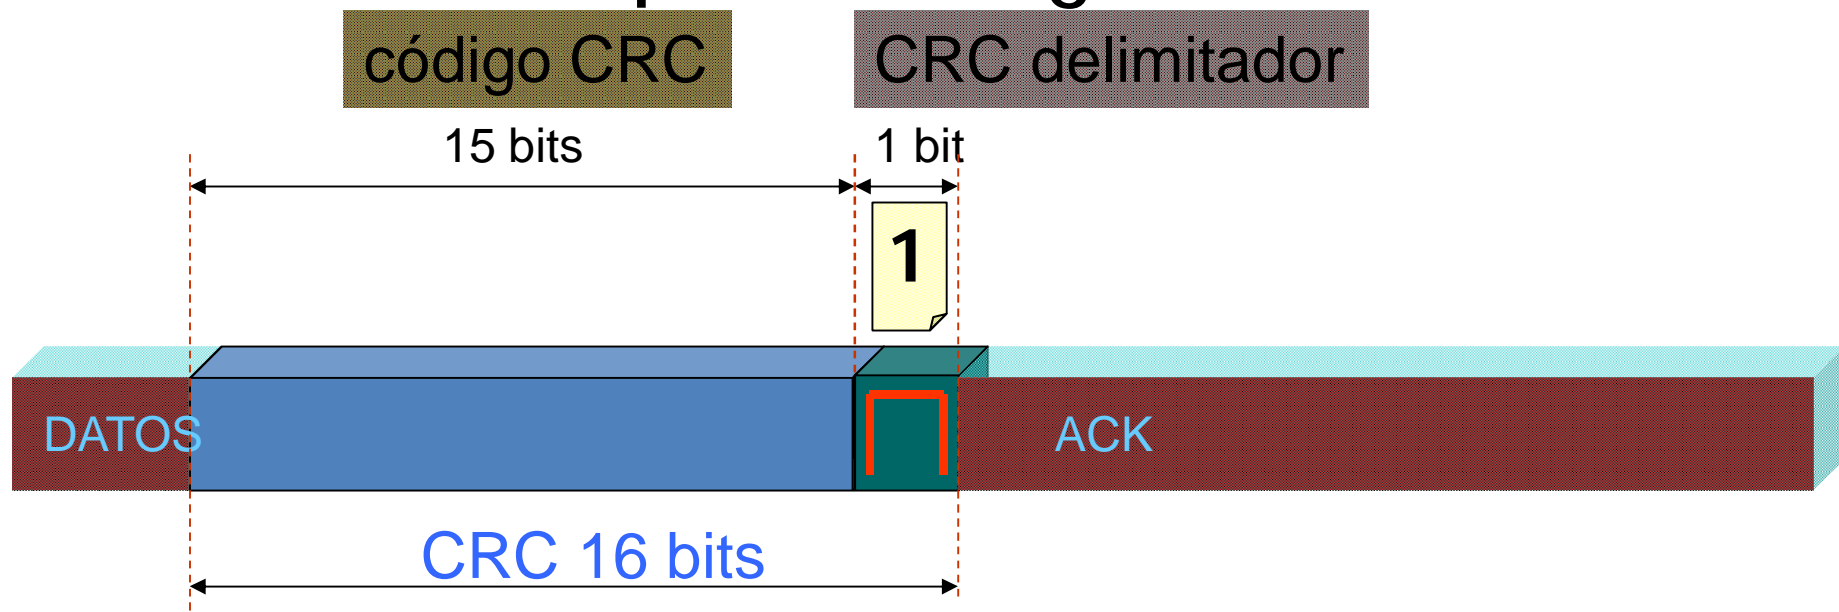 código CRC
CRC delimitador
15 bits
1 bit
1
DATOS
ACK
CRC 16 bits